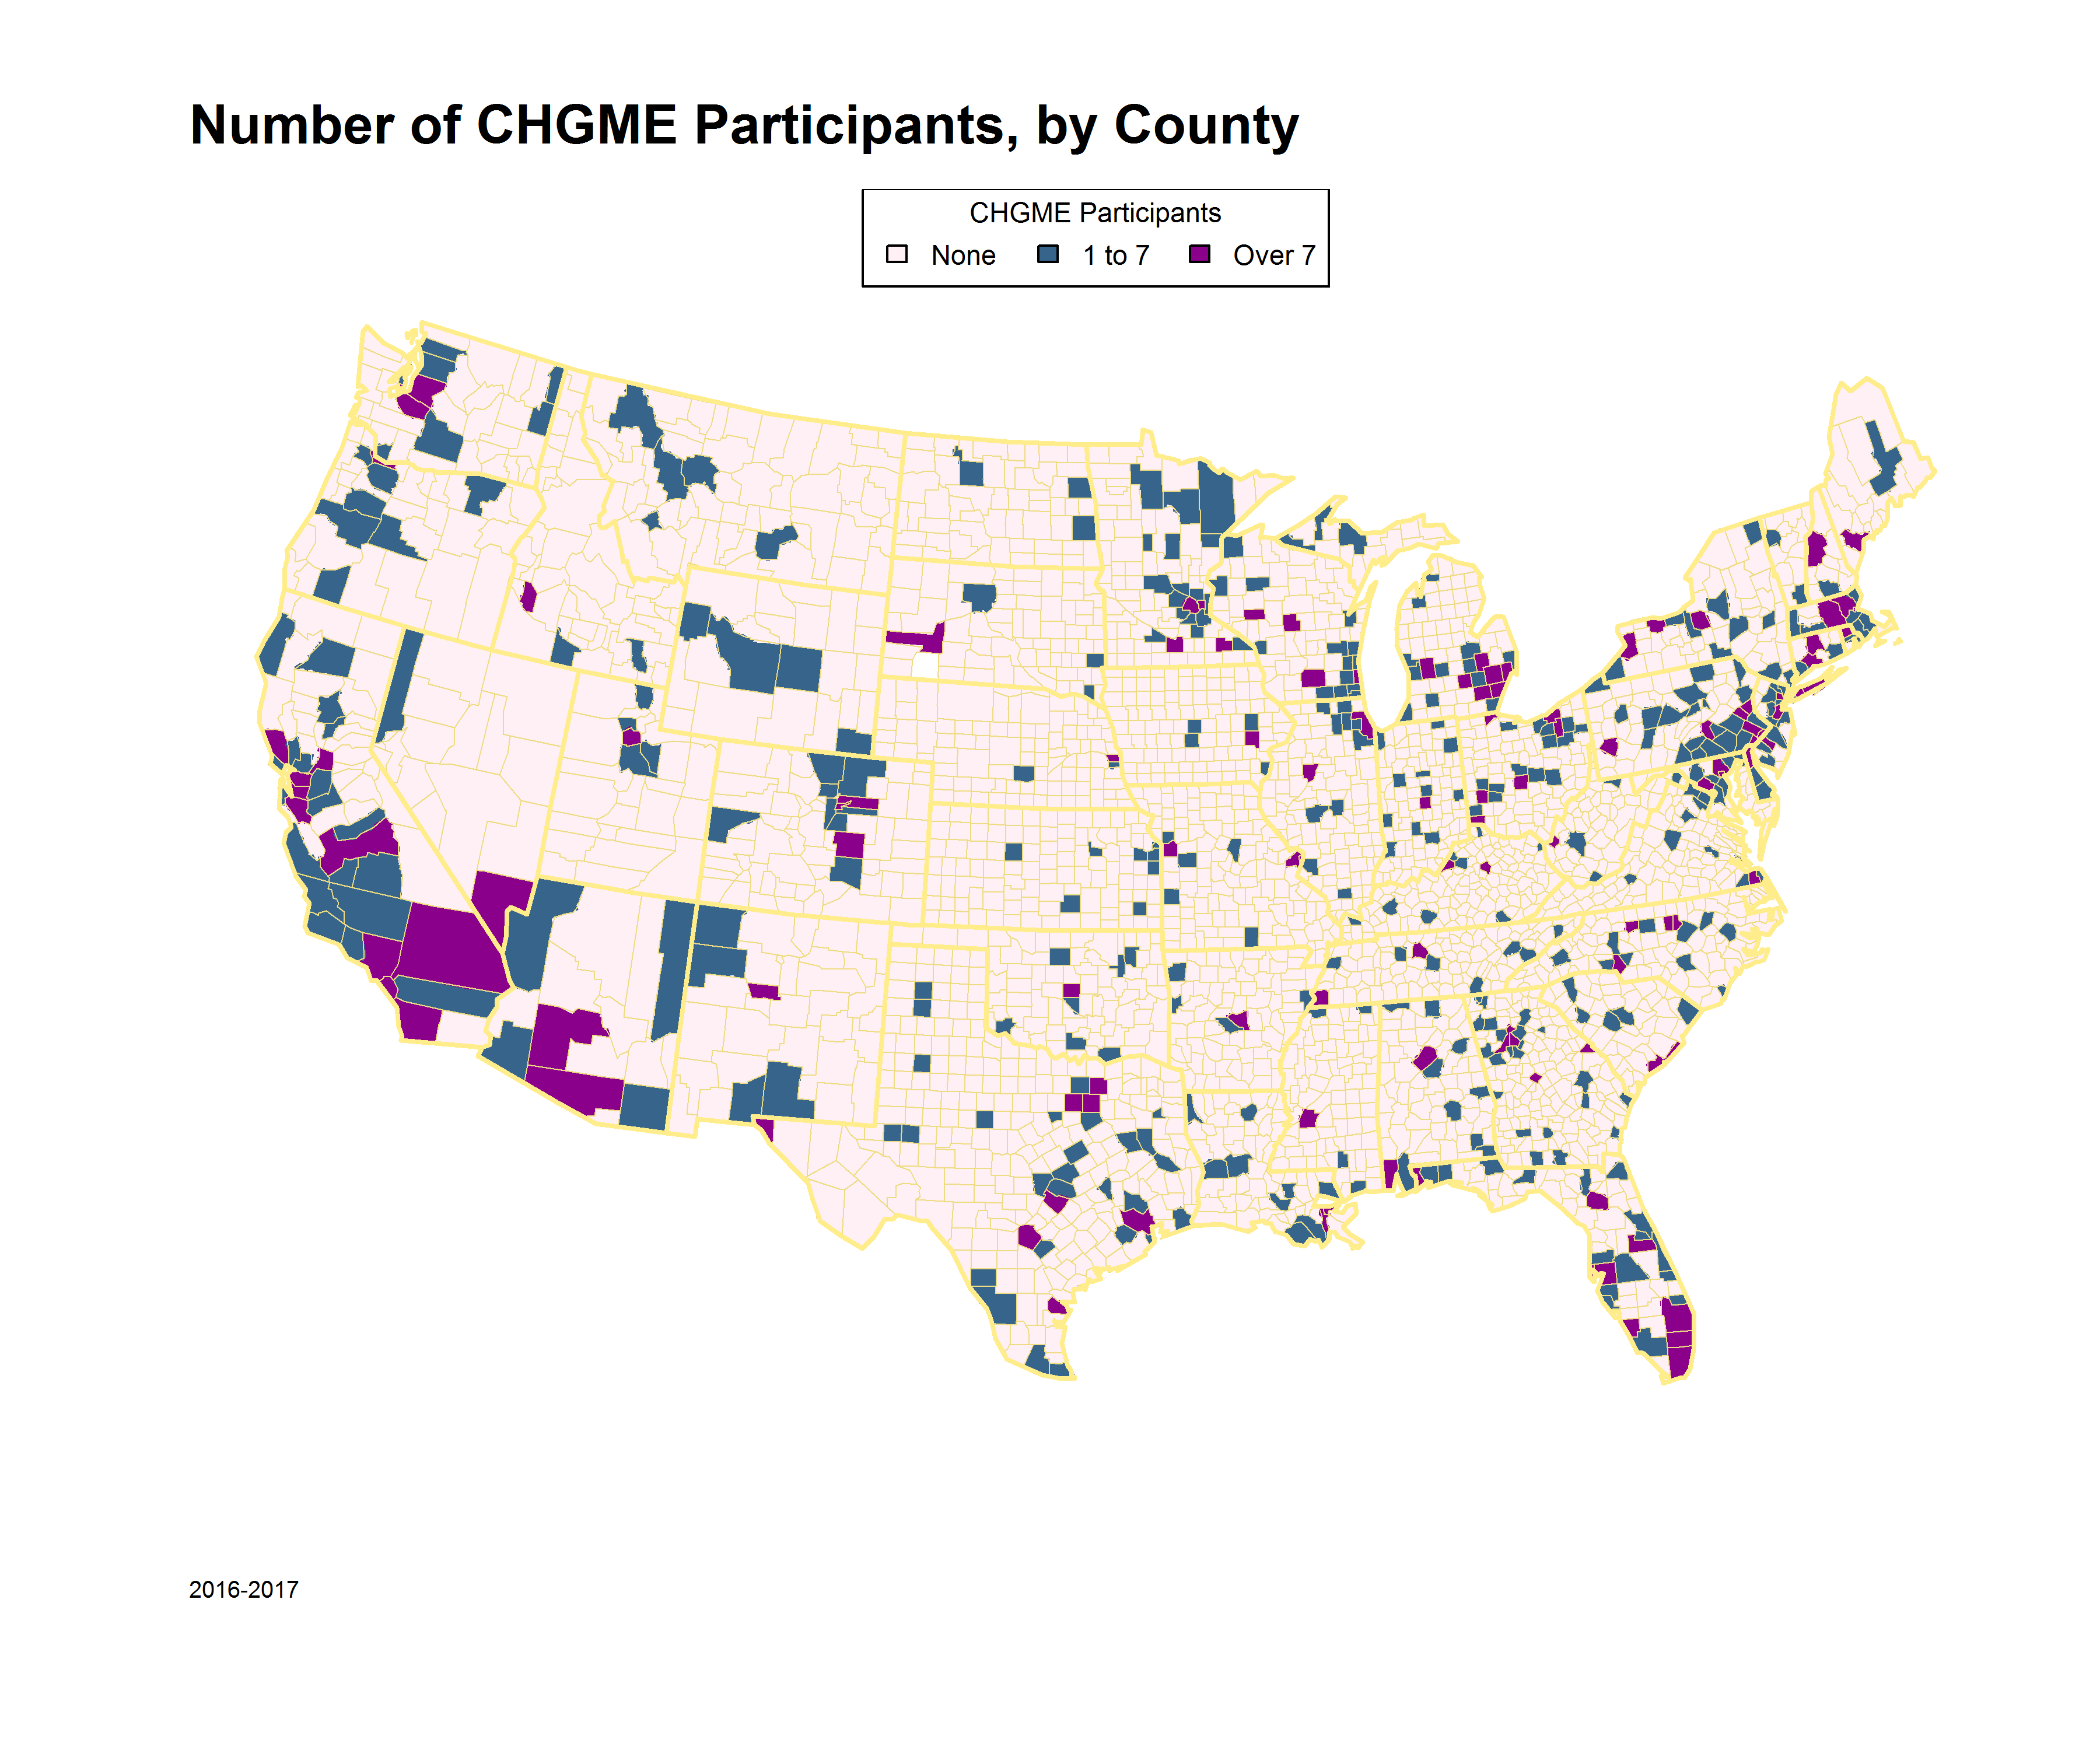 Number of CHGME Participants, by County
CHGME Participants
None 1 to 7 Over 7
2016-2017